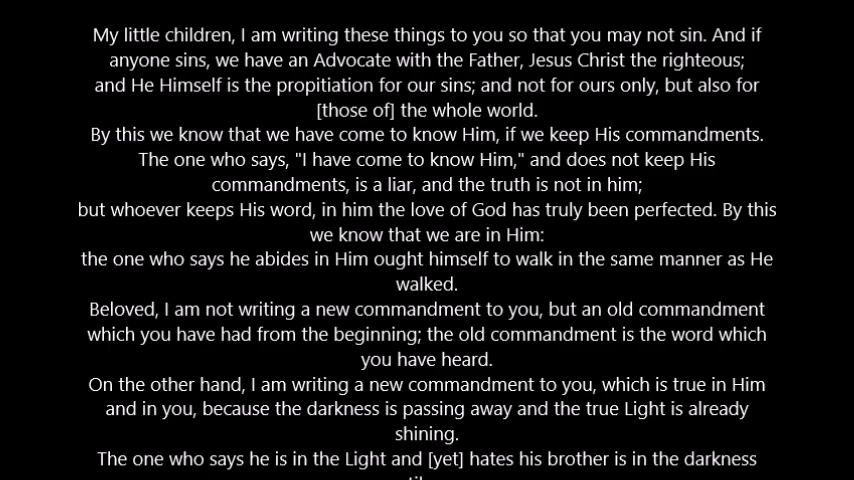 My little children, I am writing these things to you so that you may not sin. And if
anyone sins, we have an Advocate with the Father, Jesus Christ the righteous;
and He Himself is the propitiation for our sins; and not for ours only, but also for
[those of] the whole world.
By this we know that we have come to know Him, if we keep His commandments.
The one who says, "I have come to know Him," and does not keep His
commandments, is a liar, and the truth is not in him;
but whoever keeps His word, in him the love of God has truly been perfected. By this
we know that we are in Him:
the one who says he abides in Him ought himself to walk in the same manner as He
walked.
Beloved, I am not writing a new commandment to you, but an old commandment
which you have had from the beginning; the old commandment is the word which
you have heard.
On the other hand, I am writing a new commandment to you, which is true in Him
and in you, because the darkness is passing away and the true Light is already
shining.
The one who says he is in the Light and [yet] hates his brother is in the darkness